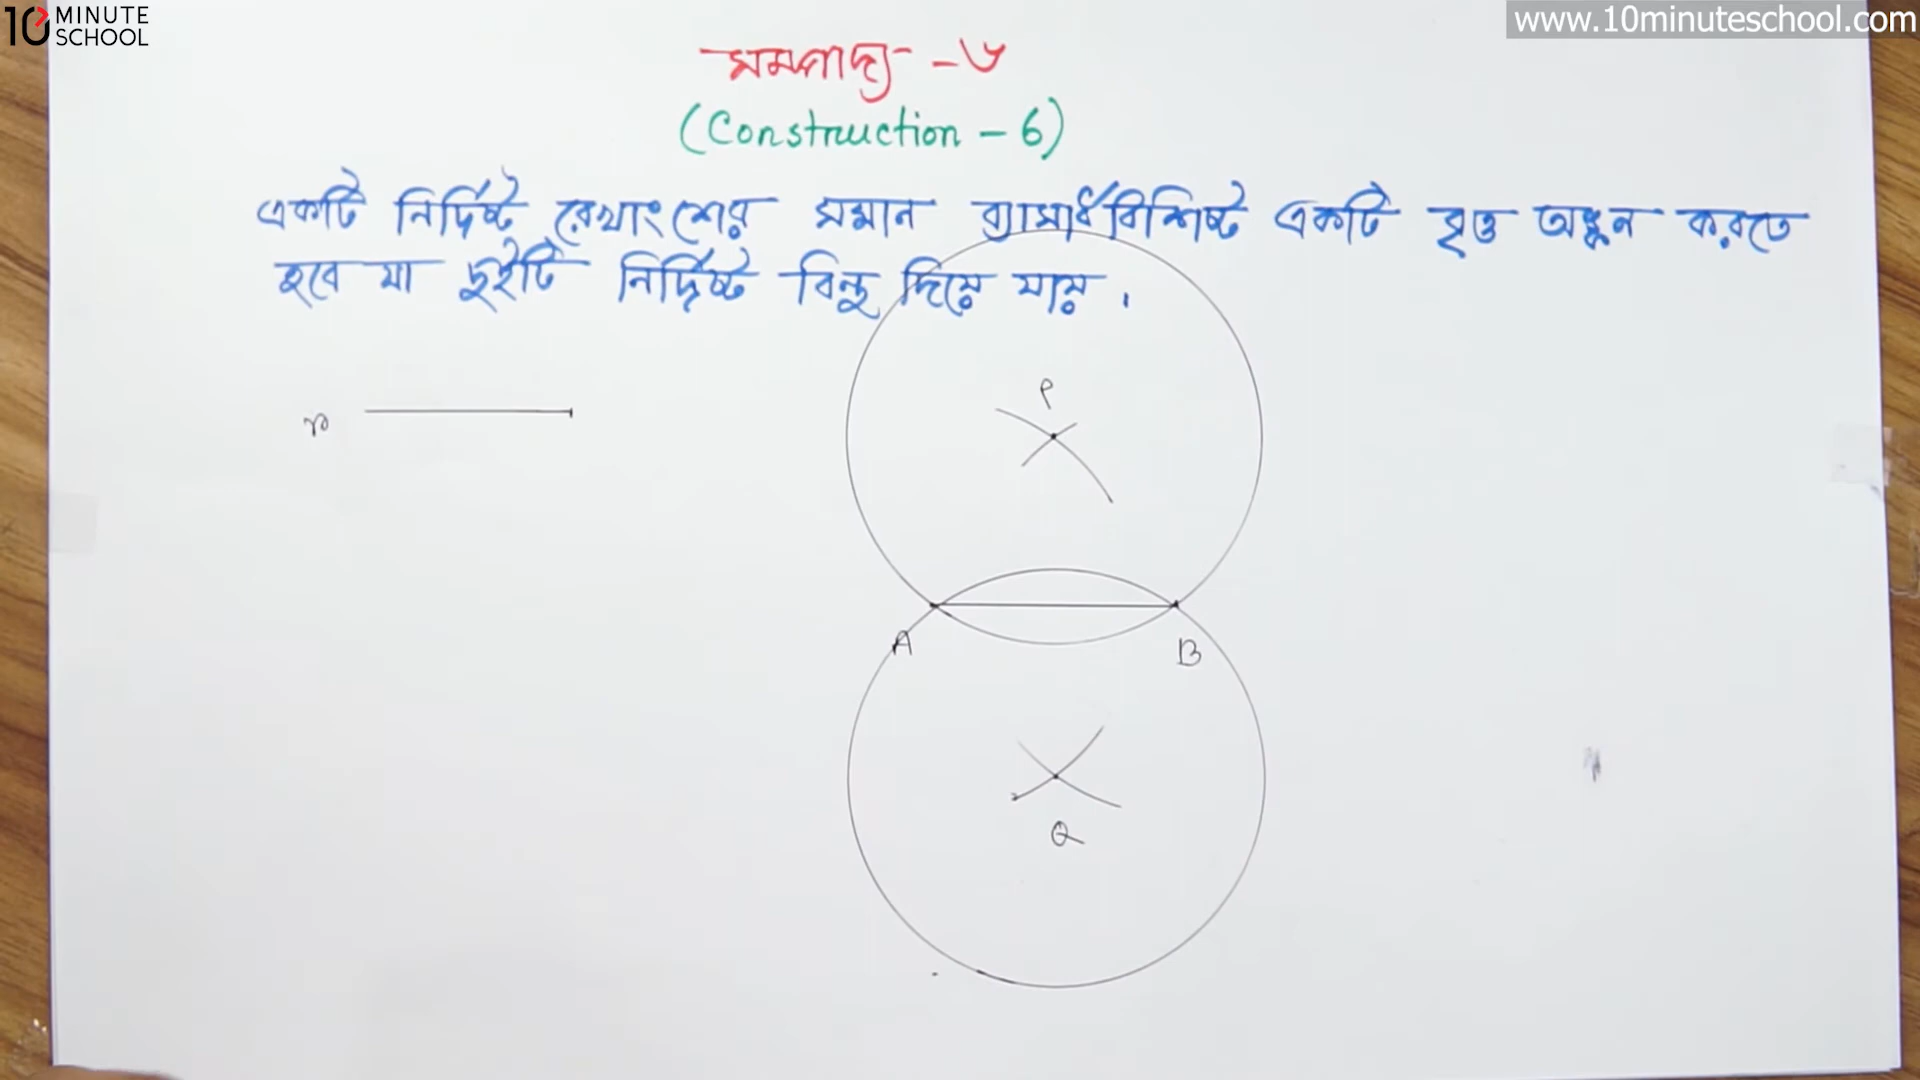 10 MINUTE SCHOOL
www.10minuteschool.com
সম্পাদ্য - ৬
(Construction - 6)
একটি নির্দিষ্ট রেখাংশের সমান ব্যাসার্ধবিশিষ্ট একটি বৃত্ত অঙ্কন করতে
হবে যা দুইটি নির্দিষ্ট বিন্দু দিয়ে যায়.
P
r
A
B
Q